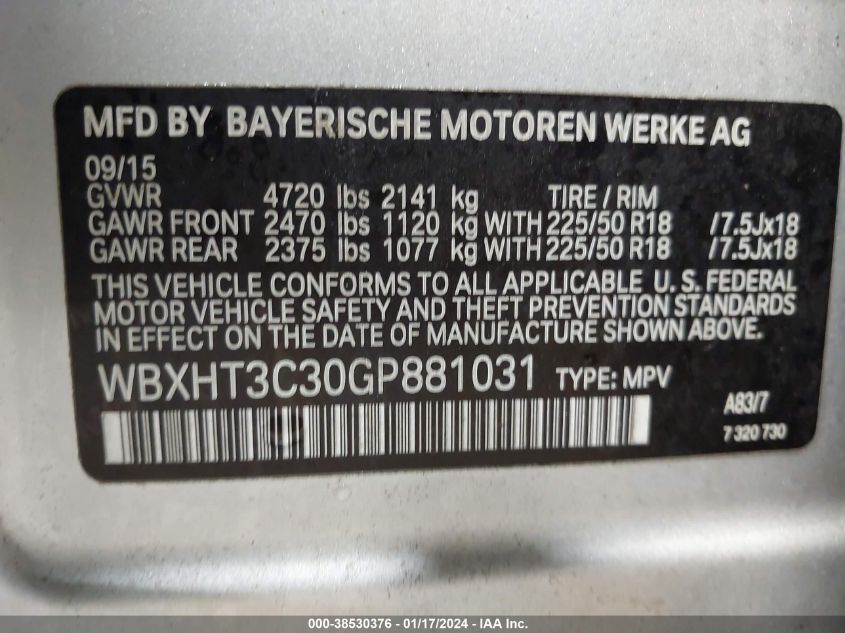 MFD BY BAYERISCHE MOTOREN WERKE AG
09/15
GVWR 4720 lbs 2141 kg TIRE / RIM
GAWR FRONT 2470 lbs 1120 kg WITH 225/50 R18 /7.5Jx18
GAWR REAR 2375 lbs 1077 kg WITH 225/50 R18 /7.5Jx18
THIS VEHICLE CONFORMS TO ALL APPLICABLE U. S. FEDERAL
MOTOR VEHICLE SAFETY AND THEFT PREVENTION STANDARDS
IN EFFECT ON THE DATE OF MANUFACTURE SHOWN ABOVE.
WBXHT3C30GP881031 TYPE: MPV
A83/7
7 320 730
000-38530376 - 01/17/2024 - IAA Inc.